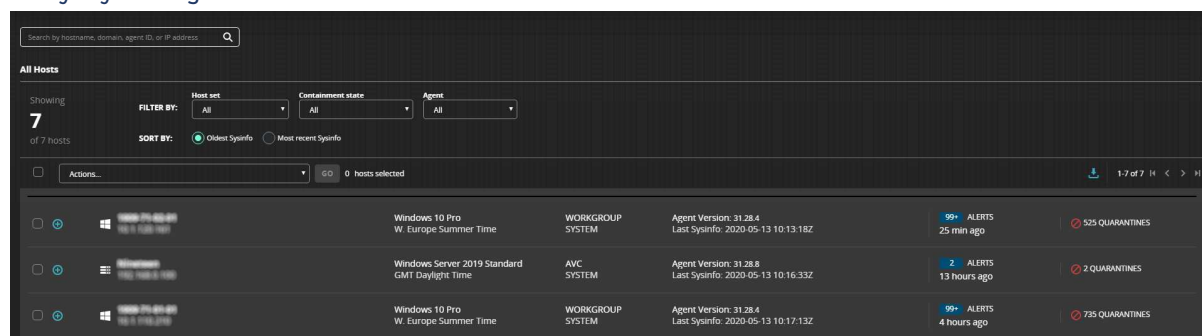 Search by hostname, domain, agent ID, or IP address
All Hosts
Showing
7
of 7 hosts
FILTER BY:
Host set
All
Containment state
All
Agent
All
SORT BY:
Oldest Sysinfo
Most recent Sysinfo
Actions...
GO
0 hosts selected
1-7 of 7
Windows 10 Pro
W. Europe Summer Time
WORKGROUP
SYSTEM
Agent Version: 31.28.4
Last Sysinfo: 2020-05-13 10:13:18Z
99+ ALERTS
25 min ago
525 QUARANTINES
Windows Server 2019 Standard
GMT Daylight Time
AVC
SYSTEM
Agent Version: 31.28.8
Last Sysinfo: 2020-05-13 10:16:33Z
2 ALERTS
13 hours ago
2 QUARANTINES
Windows 10 Pro
W. Europe Summer Time
WORKGROUP
SYSTEM
Agent Version: 31.28.4
Last Sysinfo: 2020-05-13 10:17:13Z
99+ ALERTS
4 hours ago
735 QUARANTINES